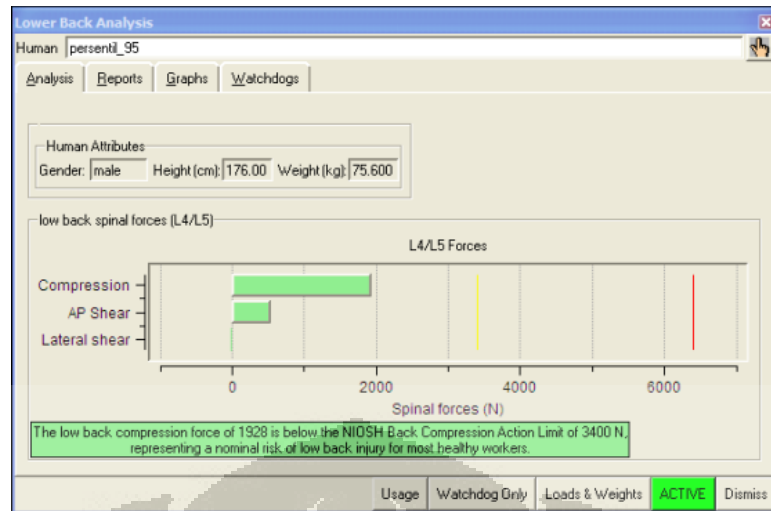 Lower Back Analysis
Human persentil_95
Analysis Reports Graphs Watchdogs
Human Attributes
Gender: male Height (cm): 176.00 Weight (kg): 75.600
low back spinal forces (L4/L5)
L4/L5 Forces
Compression
AP Shear
Lateral shear
0 2000 4000 6000
Spinal forces (N)
The low back compression force of 1928 is below the NIOSH Back Compression Action Limit of 3400 N,
representing a nominal risk of low back injury for most healthy workers.
Usage Watchdog Only Loads & Weights ACTIVE Dismiss